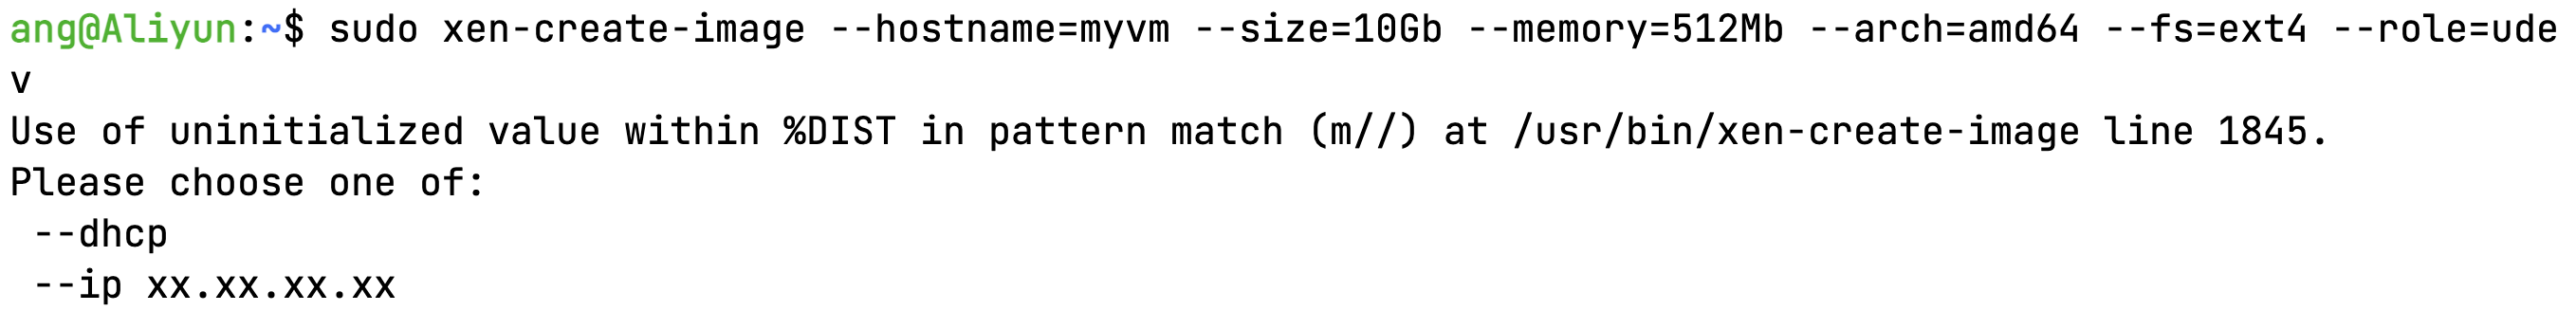 ang@Aliyun:~$ sudo xen-create-image --hostname=myvm --size=10Gb --memory=512Mb --arch=amd64 --fs=ext4 --role=ude
v
Use of uninitialized value within %DIST in pattern match (m//) at /usr/bin/xen-create-image line 1845.
Please choose one of:
 --dhcp
 --ip xx.xx.xx.xx